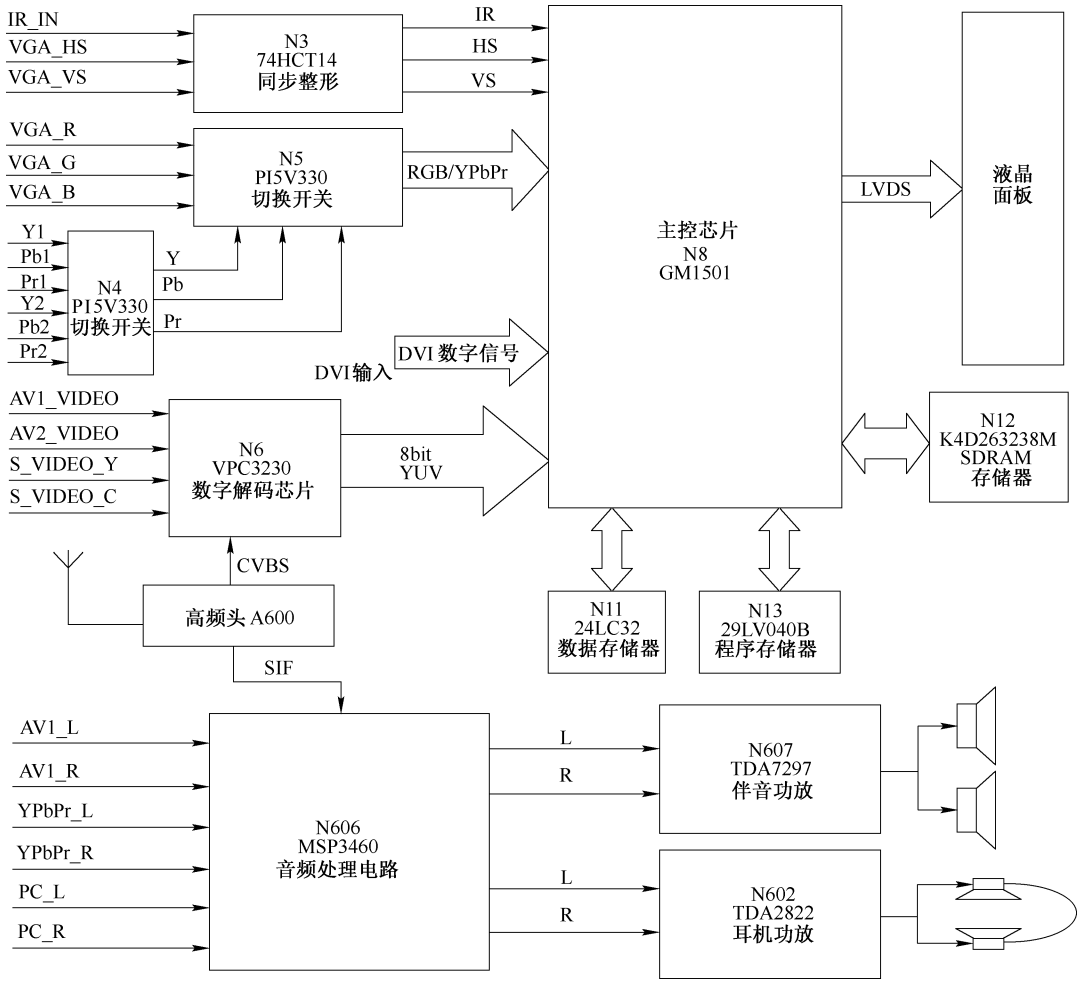 IR_IN
VGA_HS
VGA_VS
N3
74HCT14
同步整形
IR
HS
VS
VGA_R
VGA_G
VGA_B
N5
PI5V330
切换开关
RGB/YPbPr
Y1
Pb1
Pr1
Y2
Pb2
Pr2
N4
PI5V330
切换开关
Y
Pb
Pr
主控芯片
N8
GM1501
LVDS
液晶
面板
DVI 数字信号
DVI 输入
AV1_VIDEO
AV2_VIDEO
S_VIDEO_Y
S_VIDEO_C
N6
VPC3230
数字解码芯片
8bit
YUV
N12
K4D263238M
SDRAM
存储器
CVBS
高频头 A600
SIF
N11
24LC32
数据存储器
N13
29LV040B
程序存储器
AV1_L
AV1_R
YPbPr_L
YPbPr_R
PC_L
PC_R
N606
MSP3460
音频处理电路
L
R
N607
TDA7297
伴音功放
L
R
N602
TDA2822
耳机功放